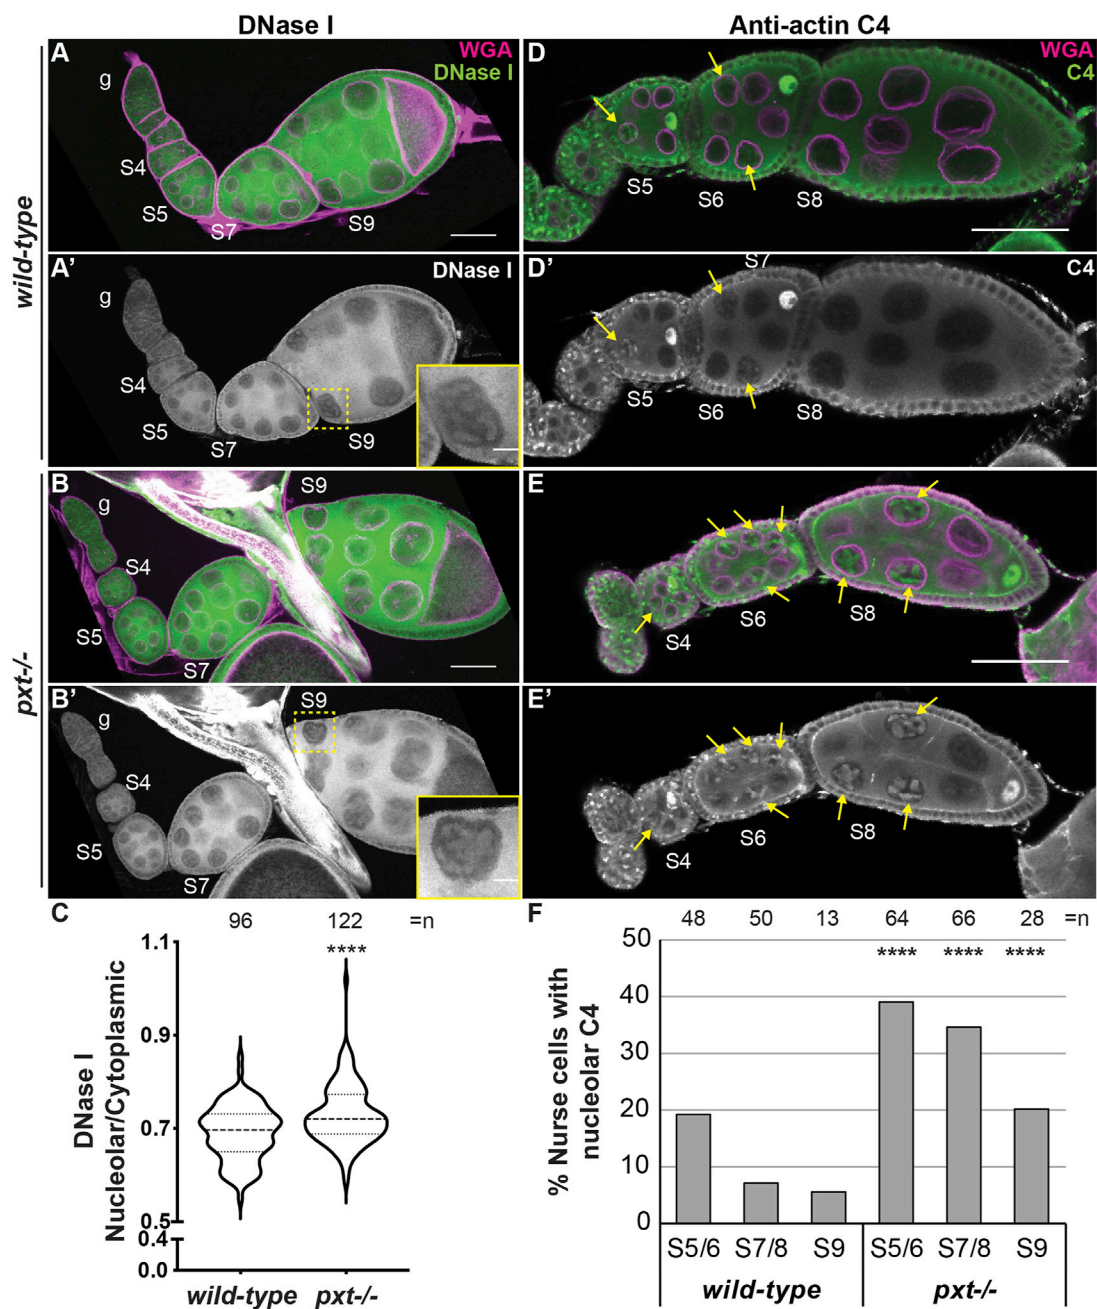 DNase I
Anti-actin C4
wild-type
pxt-/-
A
WGA
DNase I
g
S4
S5
S7
S9
D
WGA
C4
S5
S6
S8
A'
DNase I
g
S4
S5
S7
S9
D'
S7
C4
S5
S6
S8
B
S9
g
S4
S5
S7
E
S4
S6
S8
B'
S9
g
S4
S5
S7
E'
S4
S6
S8
C
96 122 =n
****
DNase I
Nucleolar/Cytoplasmic
1.1
0.9
0.7
0.5
0.4
0.0
wild-type pxt-/-
F
48 50 13 64 66 28 =n
**** **** ****
% Nurse cells with
nucleolar C4
50
40
30
20
10
0
S5/6 S7/8 S9 S5/6 S7/8 S9
wild-type pxt-/-